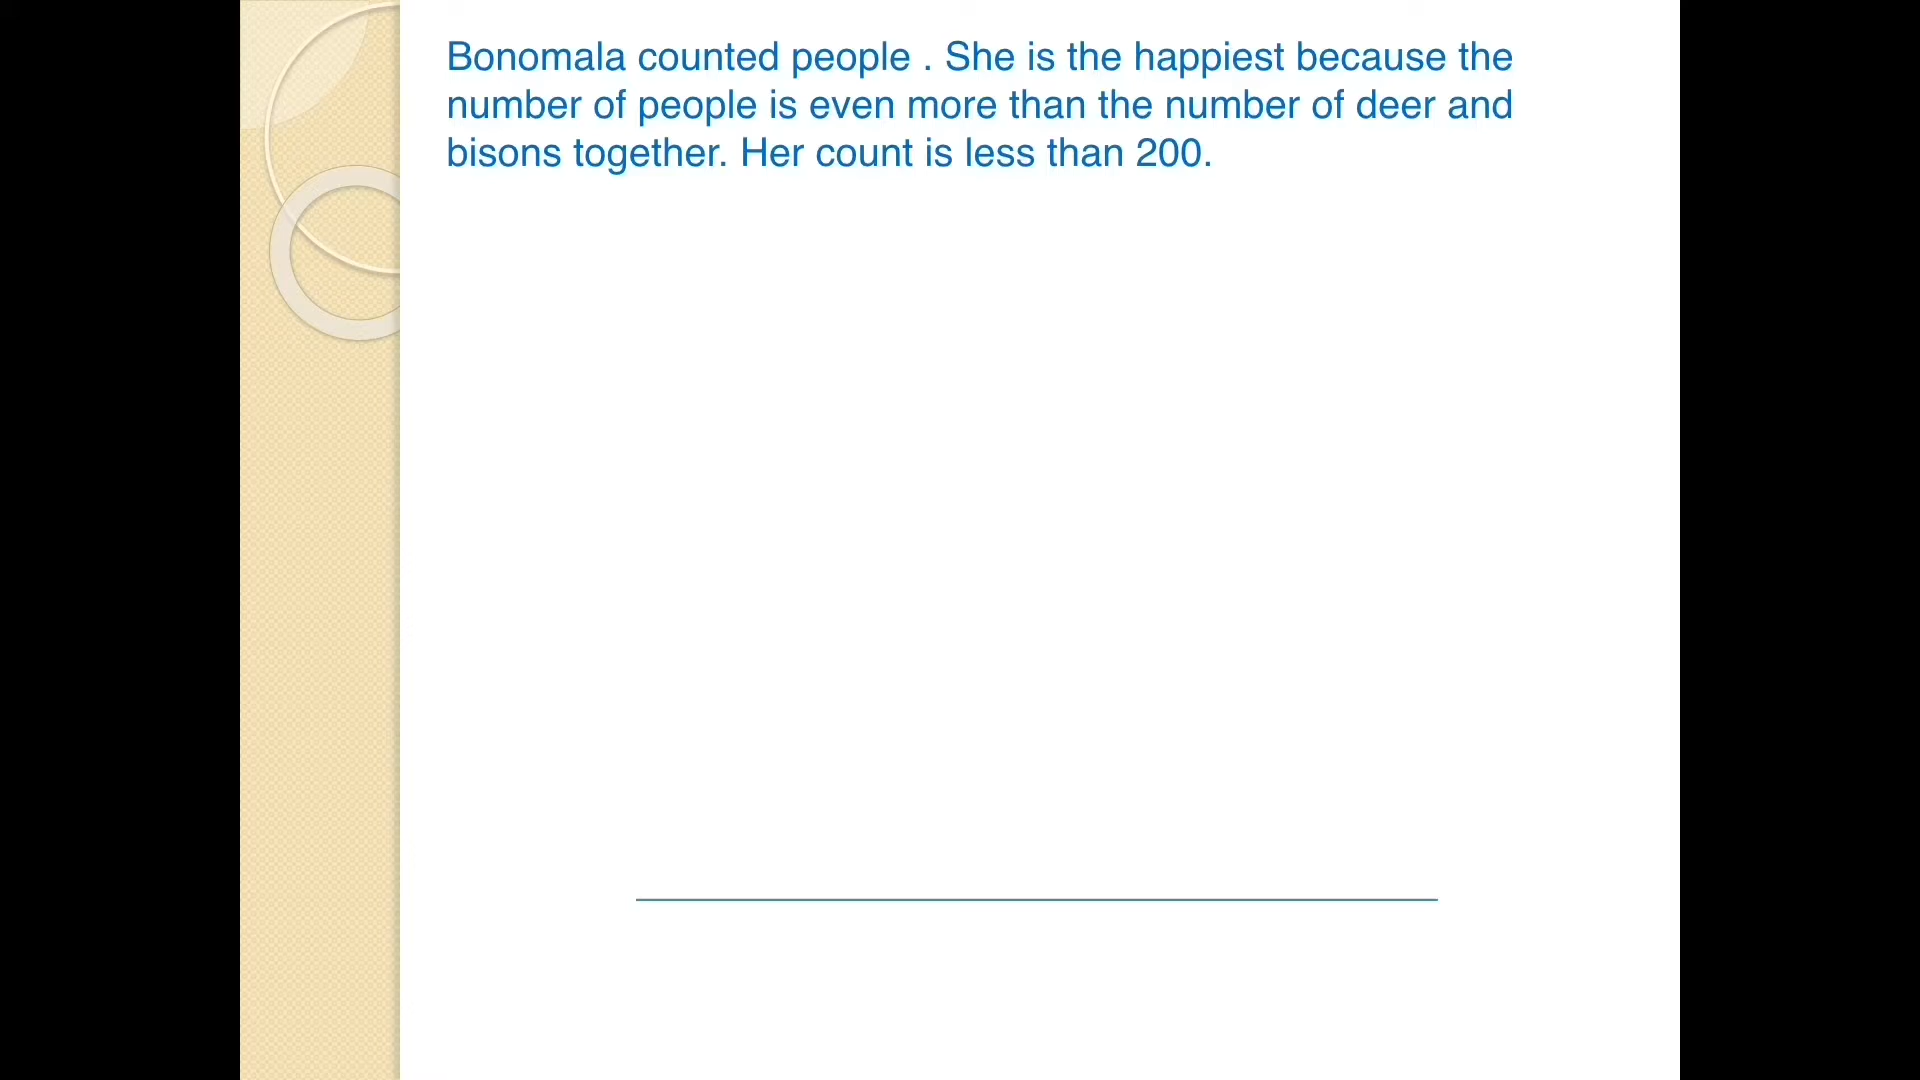 Bonomala counted people . She is the happiest because the
number of people is even more than the number of deer and
bisons together. Her count is less than 200.